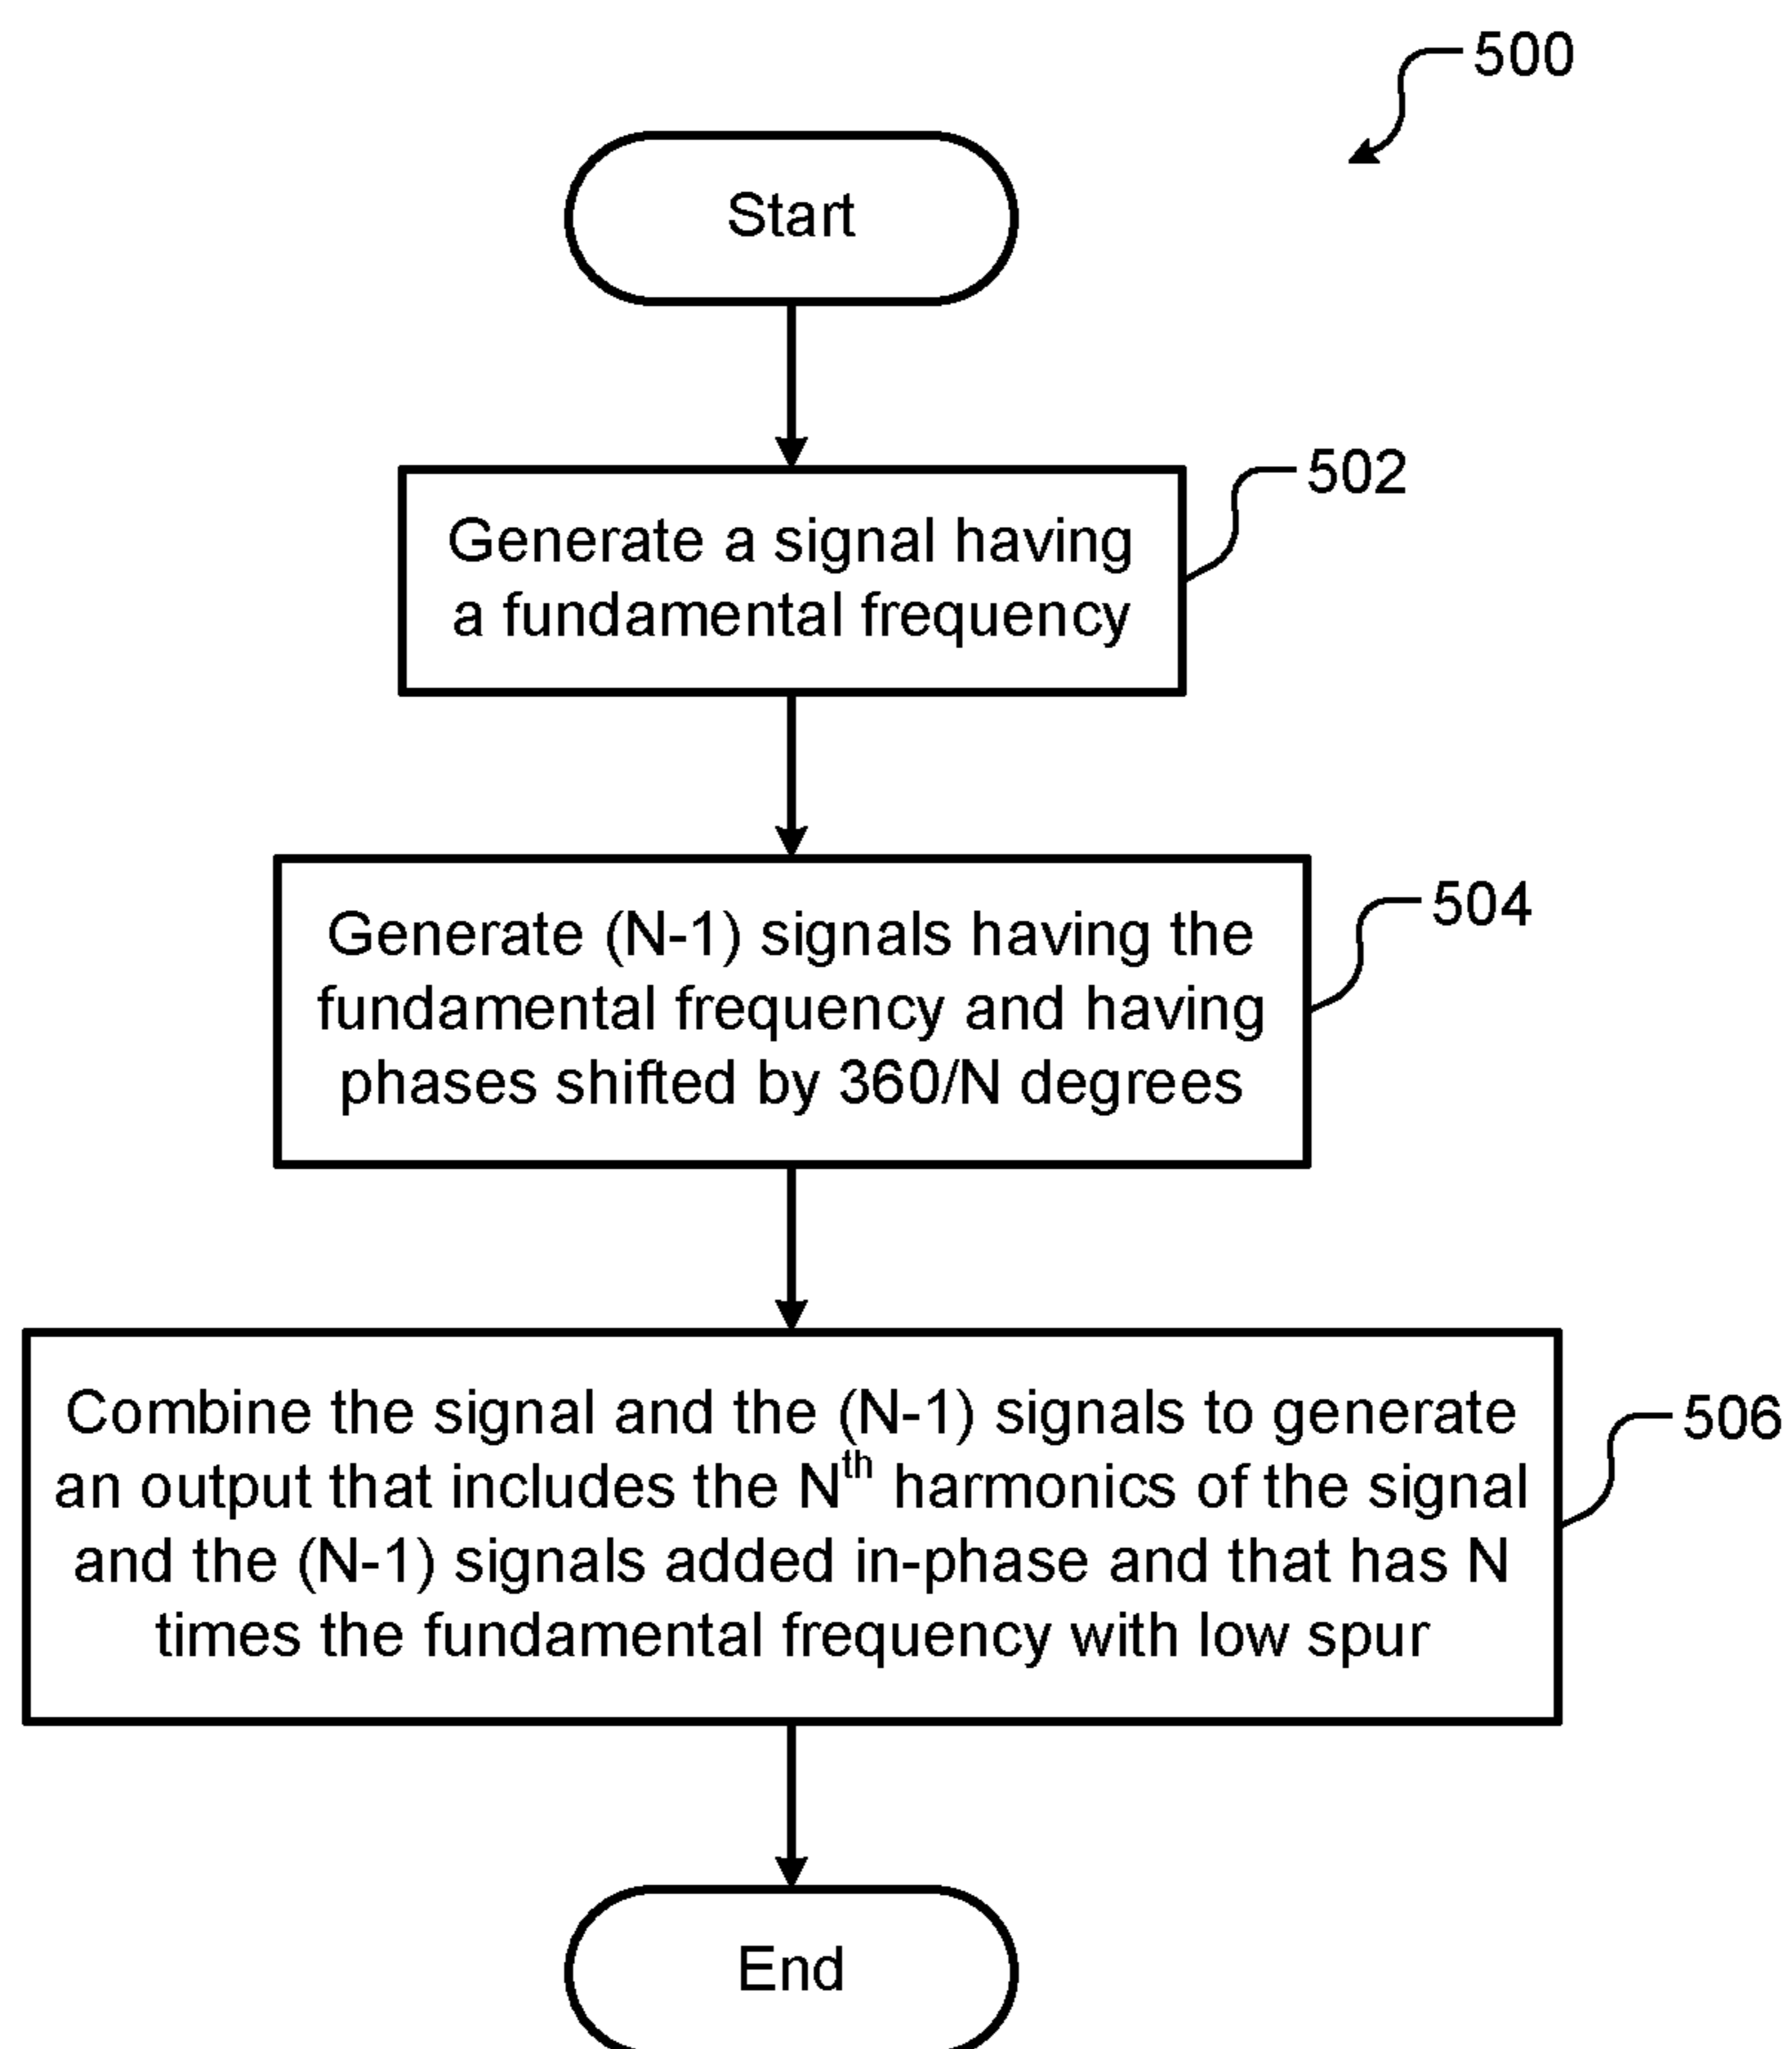 500
Start
502
Generate a signal having
a fundamental frequency
504
Generate (N-1) signals having the
fundamental frequency and having
phases shifted by 360/N degrees
506
Combine the signal and the (N-1) signals to generate
an output that includes the Nth harmonics of the signal
and the (N-1) signals added in-phase and that has N
times the fundamental frequency with low spur
End